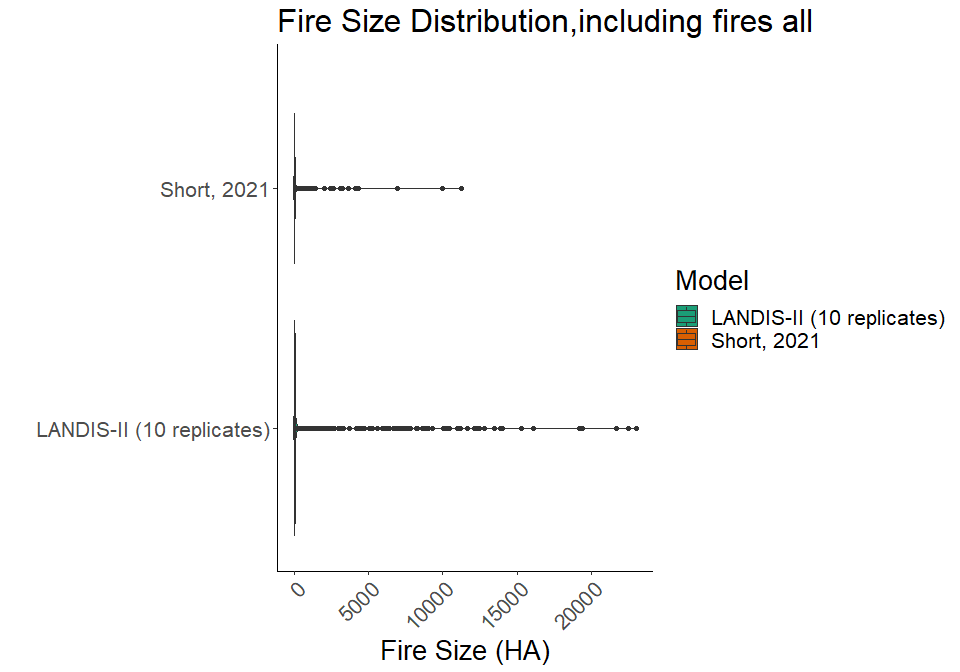 Fire Size Distribution,including fires all
Short, 2021
LANDIS-II (10 replicates)
0
5000
10000
15000
20000
Fire Size (HA)
Model
LANDIS-II (10 replicates)
Short, 2021